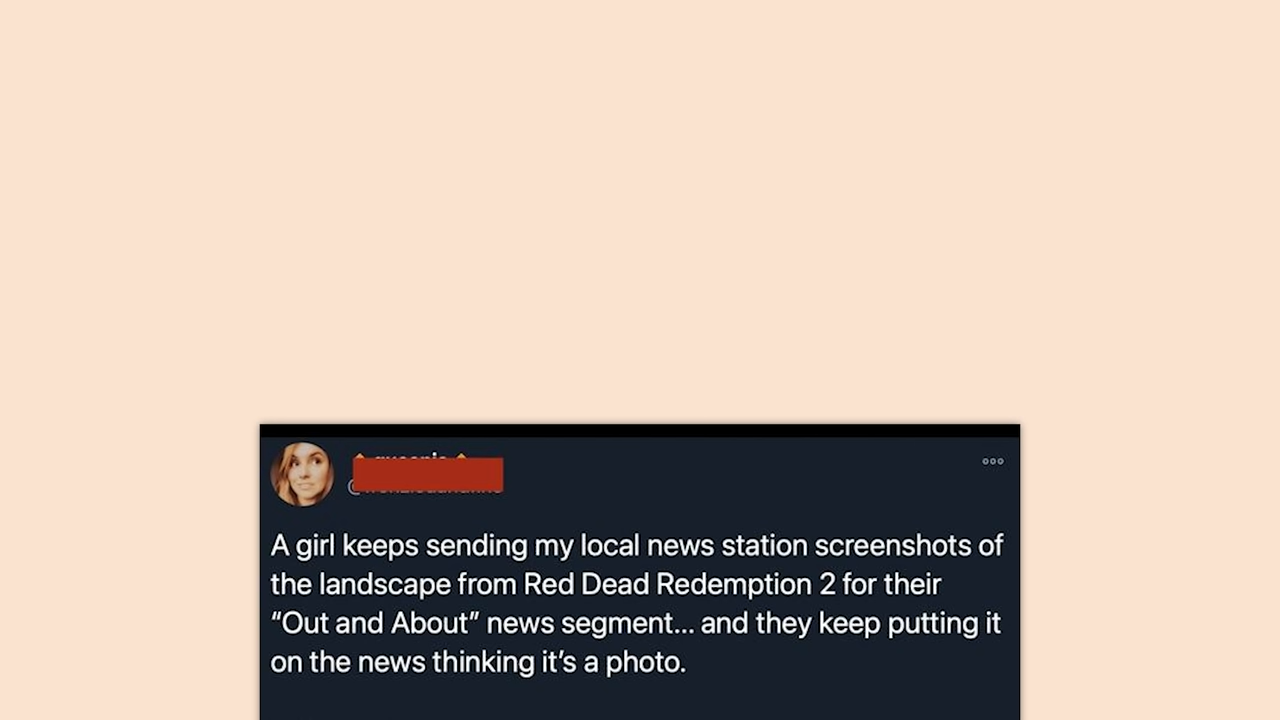 A girl keeps sending my local news station screenshots of
the landscape from Red Dead Redemption 2 for their
“Out and About” news segment... and they keep putting it
on the news thinking it’s a photo.